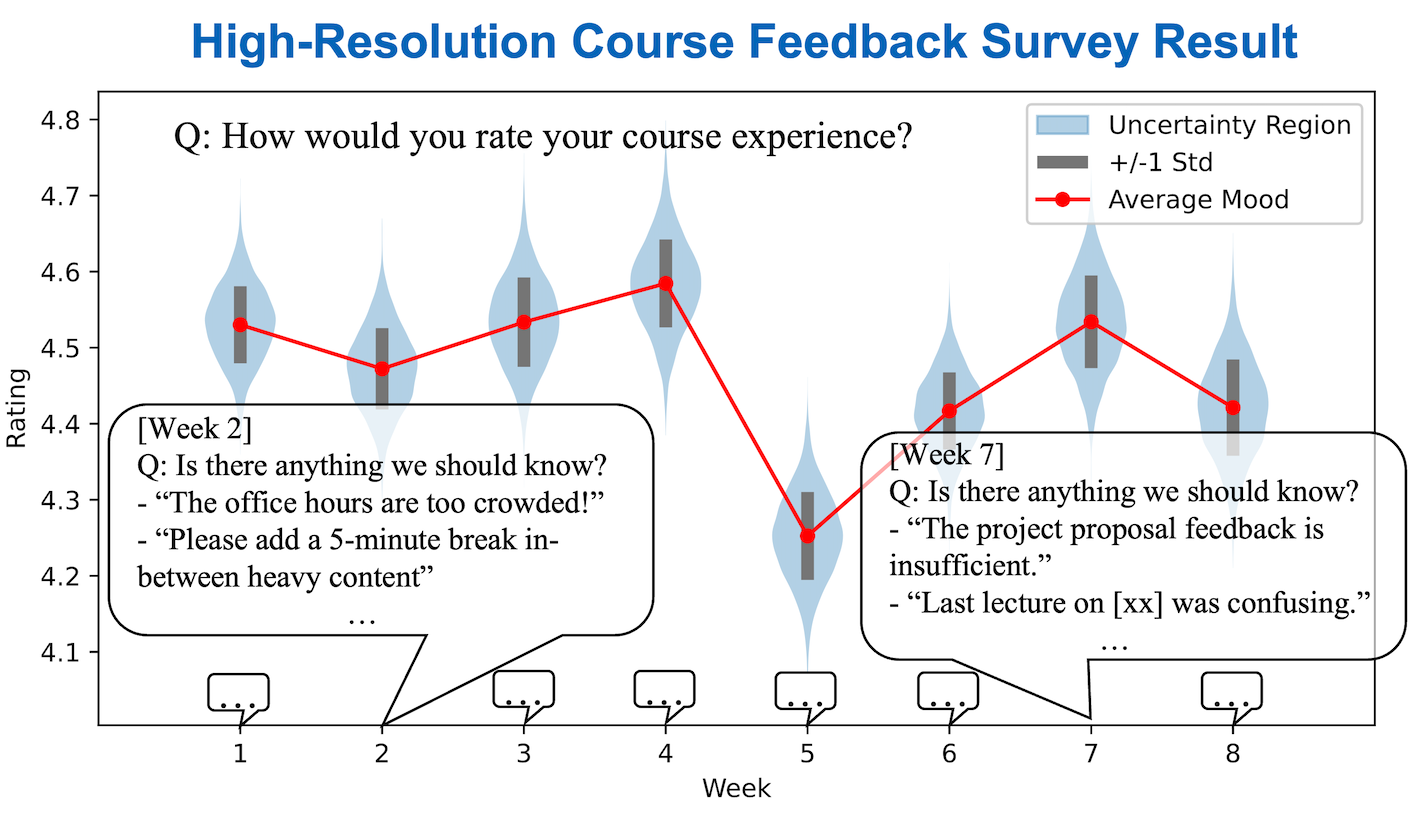 High-Resolution Course Feedback Survey Result
Q: How would you rate your course experience?
Uncertainty Region
+/-1 Std
Average Mood
4.8
4.7
4.6
4.5
4.4
4.3
4.2
4.1
Rating
[Week 2]
Q: Is there anything we should know?
- “The office hours are too crowded!”
- “Please add a 5-minute break in-
between heavy content”
...
[Week 7]
Q: Is there anything we should know?
- “The project proposal feedback is
insufficient.”
- “Last lecture on [xx] was confusing.”
...
...
...
...
...
...
...
1
2
3
4
5
6
7
8
Week